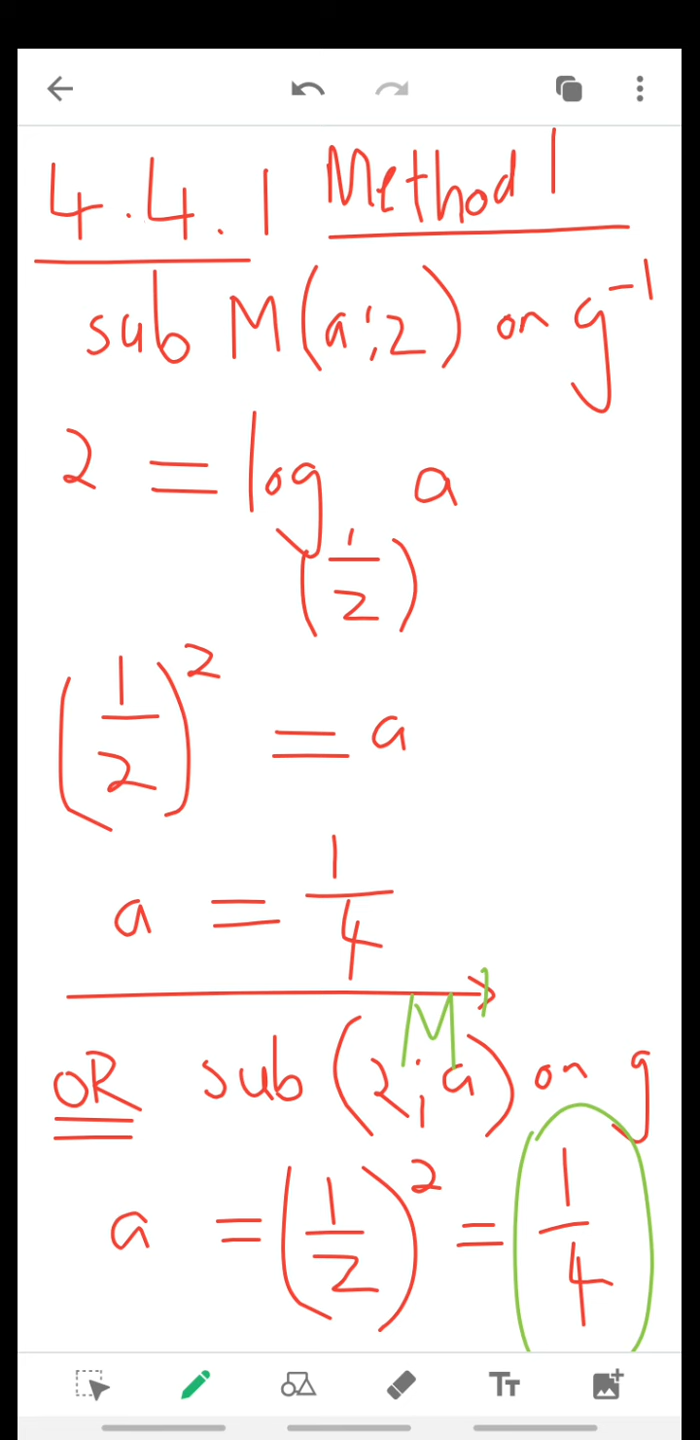 4.4.1 Method 1
sub M(a;2) on g⁻¹
2 = log_(1/2) a
(1/2)² = a
a = 1/4
M'
OR sub (2;a) on g
a = (1/2)² = 1/4
TT